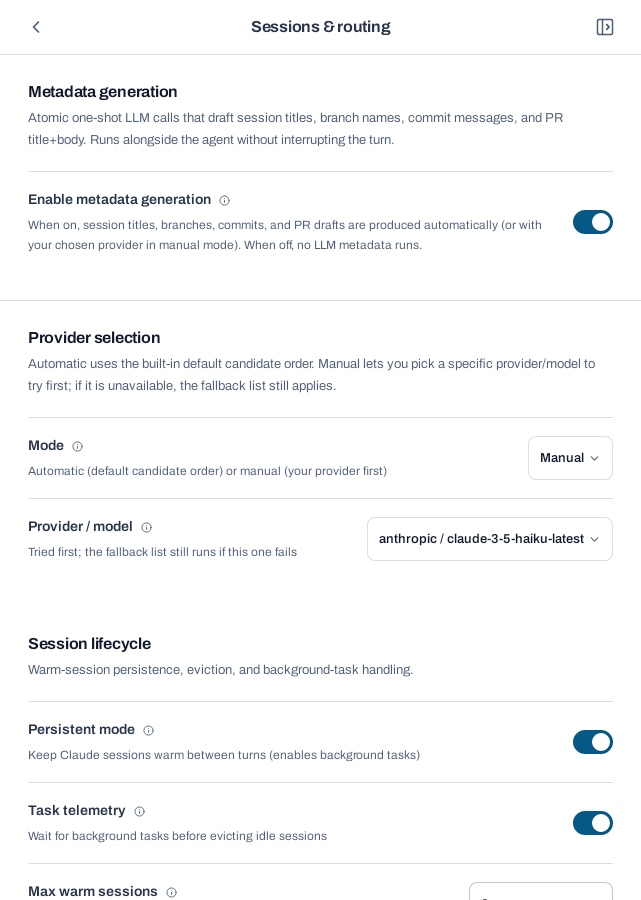 Sessions & routing
Metadata generation
Atomic one-shot LLM calls that draft session titles, branch names, commit messages, and PR
title+body. Runs alongside the agent without interrupting the turn.
Enable metadata generation
When on, session titles, branches, commits, and PR drafts are produced automatically (or with
your chosen provider in manual mode). When off, no LLM metadata runs.
Provider selection
Automatic uses the built-in default candidate order. Manual lets you pick a specific provider/model to
try first; if it is unavailable, the fallback list still applies.
Mode
Automatic (default candidate order) or manual (your provider first)
Manual
Provider / model
Tried first; the fallback list still runs if this one fails
anthropic / claude-3-5-haiku-latest
Session lifecycle
Warm-session persistence, eviction, and background-task handling.
Persistent mode
Keep Claude sessions warm between turns (enables background tasks)
Task telemetry
Wait for background tasks before evicting idle sessions
Max warm sessions